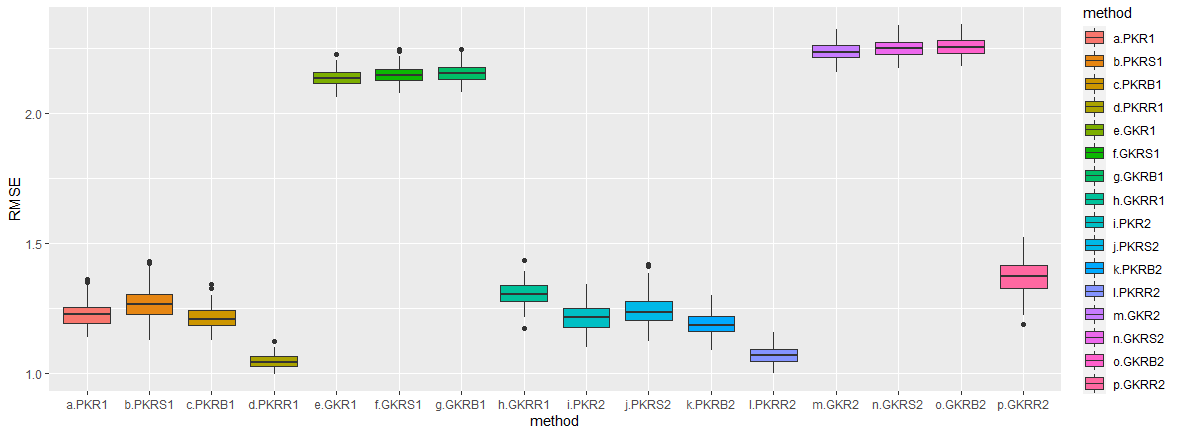 RMSE
2.0
1.5
1.0
a.PKR1 b.PKRS1 c.PKRB1 d.PKRR1 e.GKR1 f.GKRS1 g.GKRB1 h.GKRR1 i.PKR2 j.PKRS2 k.PKRB2 l.PKRR2 m.GKR2 n.GKRS2 o.GKRB2 p.GKRR2
method
method
a.PKR1
b.PKRS1
c.PKRB1
d.PKRR1
e.GKR1
f.GKRS1
g.GKRB1
h.GKRR1
i.PKR2
j.PKRS2
k.PKRB2
l.PKRR2
m.GKR2
n.GKRS2
o.GKRB2
p.GKRR2